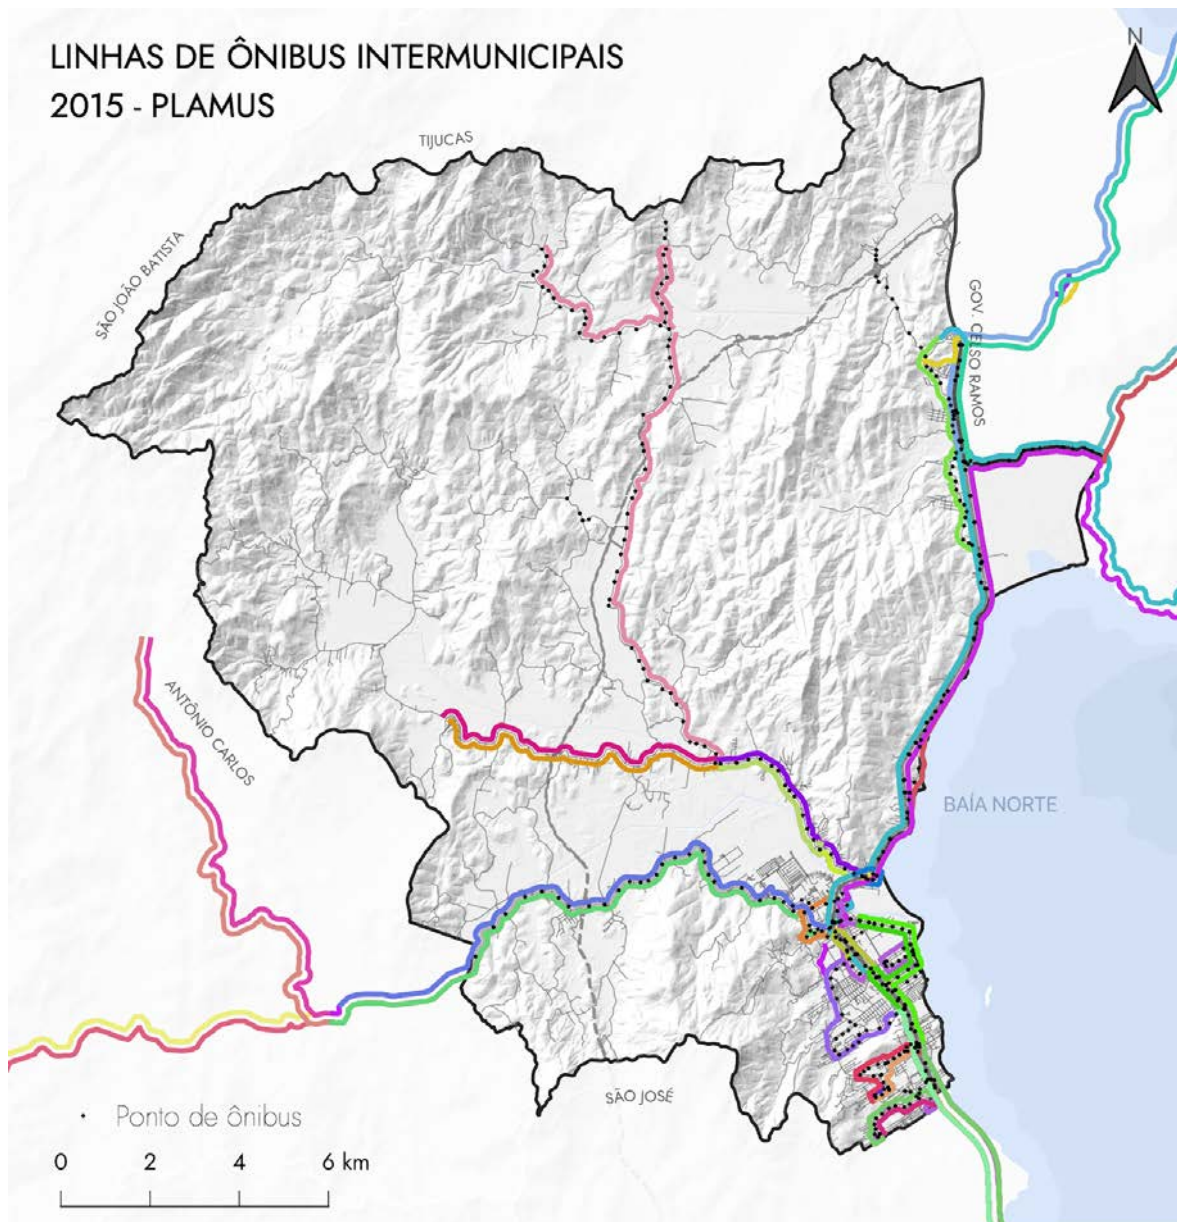 LINHAS DE ÔNIBUS INTERMUNICIPAIS
2015 - PLAMUS
N
TIJUCAS
SÃO JOÃO BATISTA
GOV. CELSO RAMOS
ANTÔNIO CARLOS
BAÍA NORTE
SÃO JOSÉ
Ponto de ônibus
0 2 4 6 km